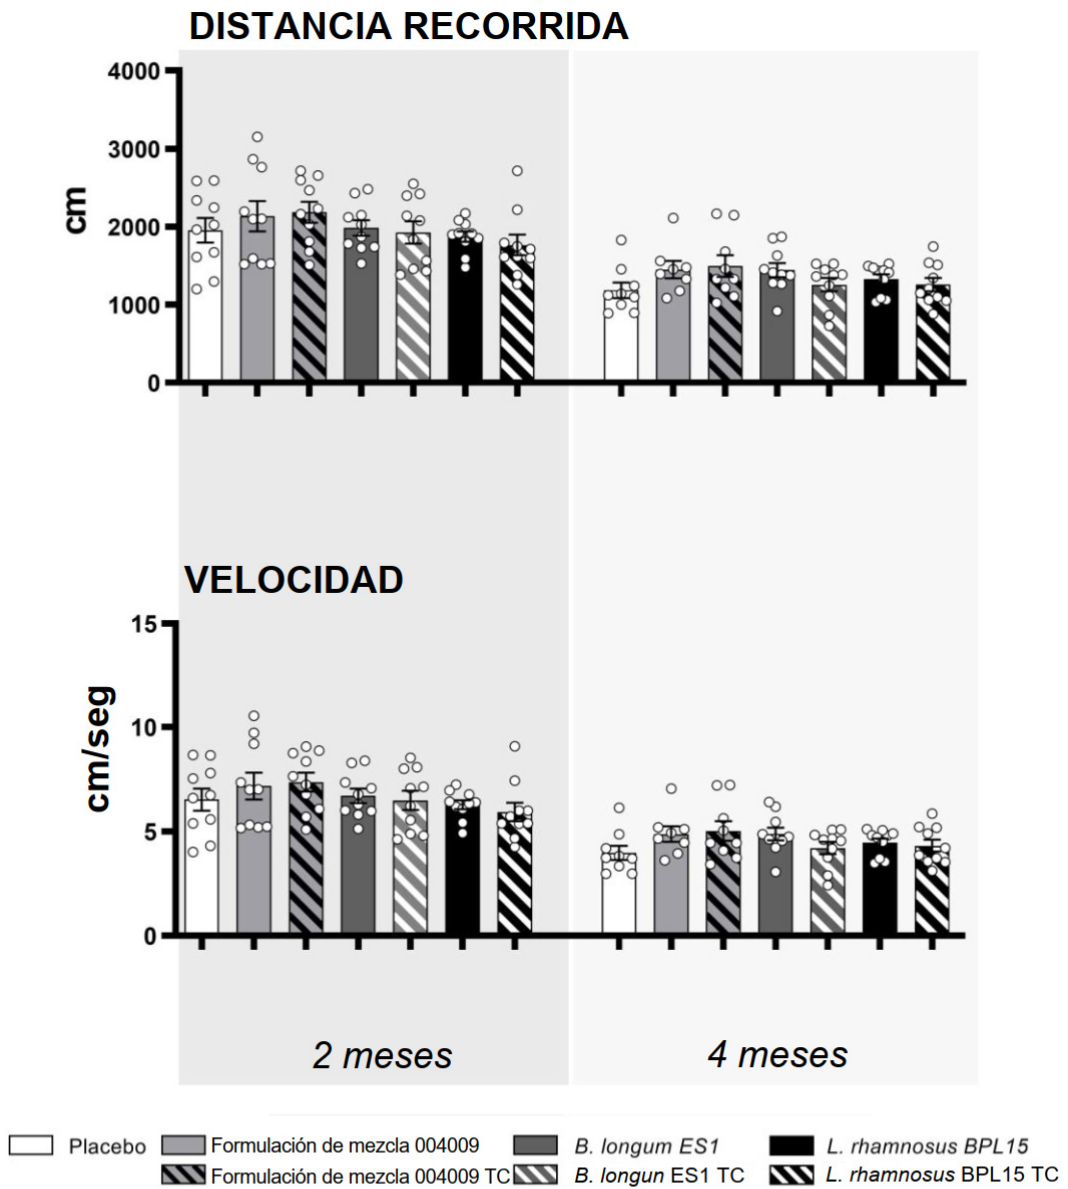 DISTANCIA RECORRIDA
4000
3000
2000
1000
0
cm
VELOCIDAD
15
10
5
0
cm/seg
2 meses
4 meses
Placebo
Formulación de mezcla 004009
B. longum ES1
L. rhamnosus BPL15
Formulación de mezcla 004009 TC
B. longun ES1 TC
L. rhamnosus BPL15 TC